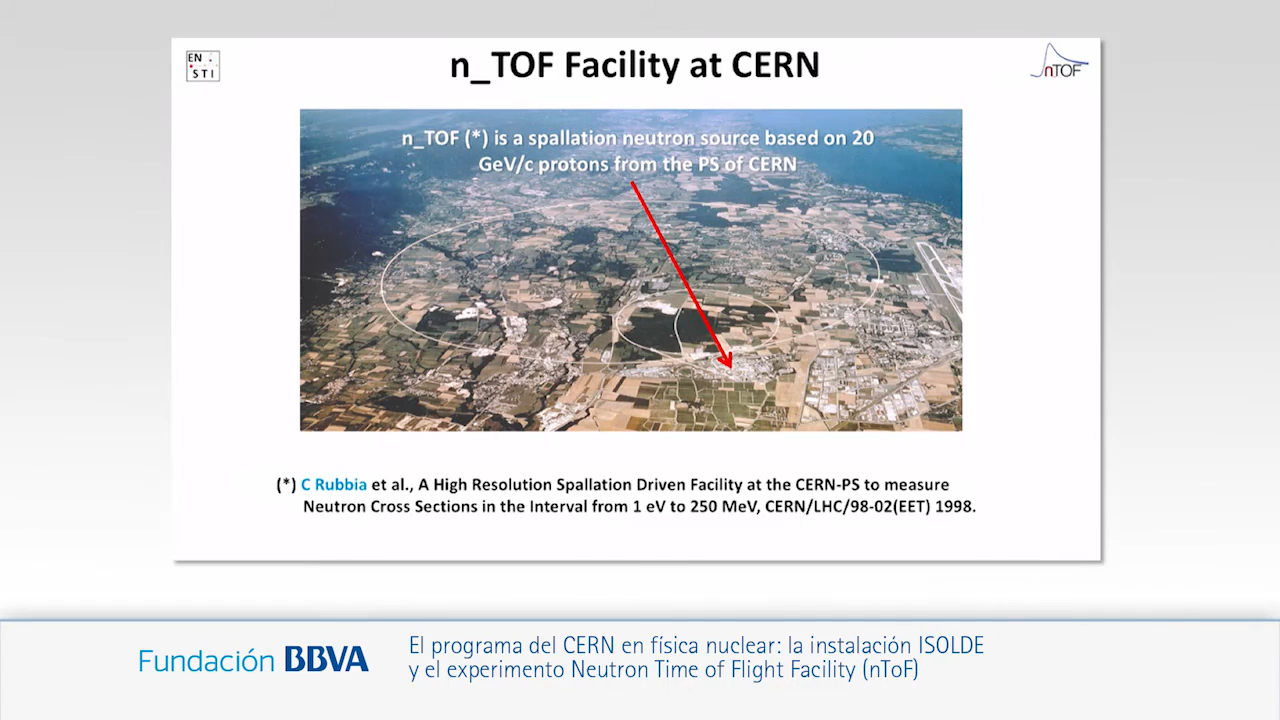 EN
STI
n_TOF Facility at CERN
nTOF
n_TOF (*) is a spallation neutron source based on 20
GeV/c protons from the PS of CERN
(*) C Rubbia et al., A High Resolution Spallation Driven Facility at the CERN-PS to measure
Neutron Cross Sections in the Interval from 1 eV to 250 MeV, CERN/LHC/98-02(EET) 1998.
Fundación BBVA
El programa del CERN en física nuclear: la instalación ISOLDE
y el experimento Neutron Time of Flight Facility (nToF)